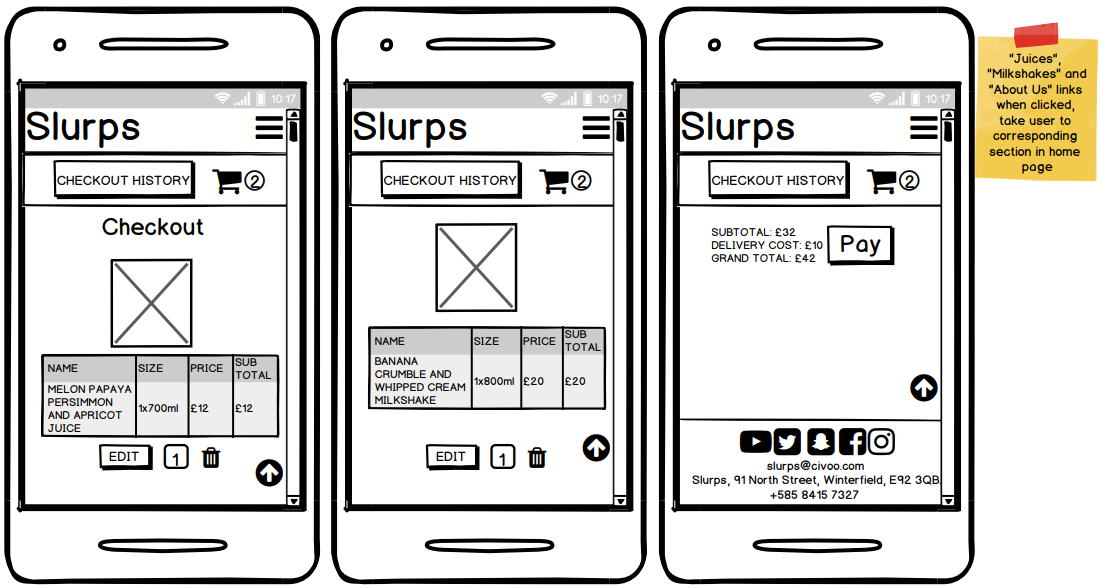 10:17
Slurps
CHECKOUT HISTORY
2
Checkout
NAME SIZE PRICE SUB TOTAL
MELON PAPAYA
PERSIMMON
AND APRICOT
JUICE
1x700ml £12 £12
EDIT 1
10:17
Slurps
CHECKOUT HISTORY
2
NAME SIZE PRICE SUB TOTAL
BANANA
CRUMBLE AND
WHIPPED CREAM
MILKSHAKE
1x800ml £20 £20
EDIT 1
10:17
Slurps
CHECKOUT HISTORY
2
SUBTOTAL: £32
DELIVERY COST: £10
GRAND TOTAL: £42
Pay
slurps@civoo.com
Slurps, 91 North Street, Winterfield, E92 3QB.
+585 8415 7327
"Juices",
"Milkshakes" and
"About Us" links
when clicked,
take user to
corresponding
section in home
page